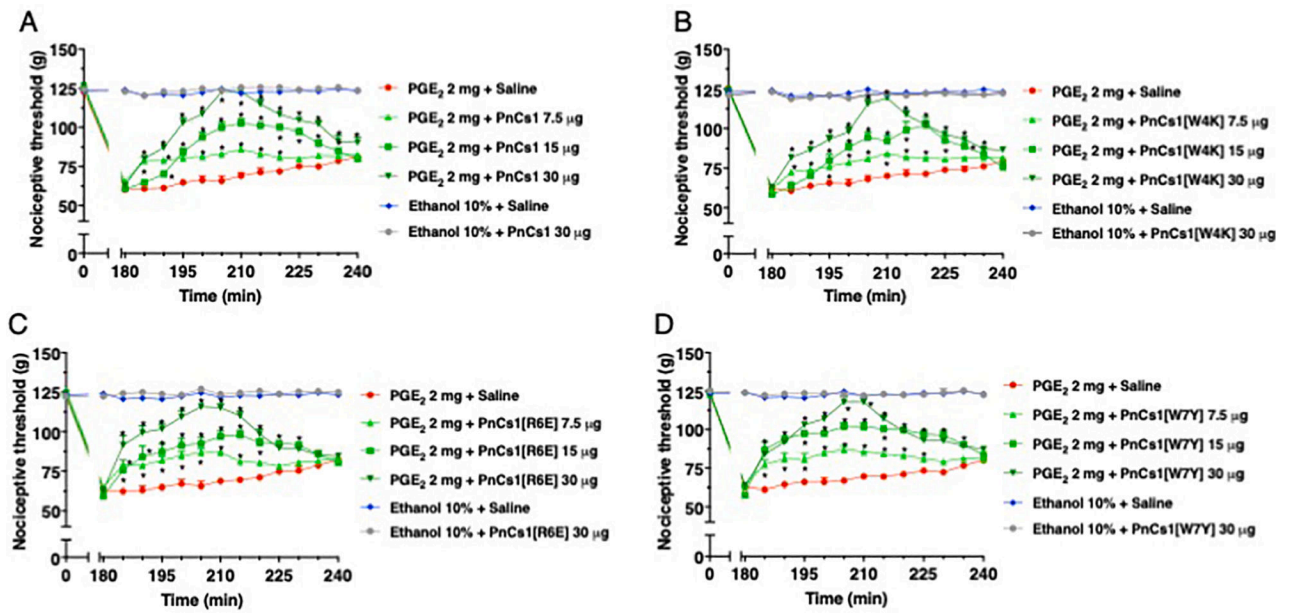 A
Nociceptive threshold (g)
150
125
100
75
50
0
0 180 195 210 225 240
Time (min)
PGE2 2 mg + Saline
PGE2 2 mg + PnCs1 7.5 µg
PGE2 2 mg + PnCs1 15 µg
PGE2 2 mg + PnCs1 30 µg
Ethanol 10% + Saline
Ethanol 10% + PnCs1 30 µg
B
Nociceptive threshold (g)
150
125
100
75
50
0
0 180 195 210 225 240
Time (min)
PGE2 2 mg + Saline
PGE2 2 mg + PnCs1[W4K] 7.5 µg
PGE2 2 mg + PnCs1[W4K] 15 µg
PGE2 2 mg + PnCs1[W4K] 30 µg
Ethanol 10% + Saline
Ethanol 10% + PnCs1[W4K] 30 µg
C
Nociceptive threshold (g)
150
125
100
75
50
0
0 180 195 210 225 240
Time (min)
PGE2 2 mg + Saline
PGE2 2 mg + PnCs1[R6E] 7.5 µg
PGE2 2 mg + PnCs1[R6E] 15 µg
PGE2 2 mg + PnCs1[R6E] 30 µg
Ethanol 10% + Saline
Ethanol 10% + PnCs1[R6E] 30 µg
D
Nociceptive threshold (g)
150
125
100
75
50
0
0 180 195 210 225 240
Time (min)
PGE2 2 mg + Saline
PGE2 2 mg + PnCs1[W7Y] 7.5 µg
PGE2 2 mg + PnCs1[W7Y] 15 µg
PGE2 2 mg + PnCs1[W7Y] 30 µg
Ethanol 10% + Saline
Ethanol 10% + PnCs1[W7Y] 30 µg